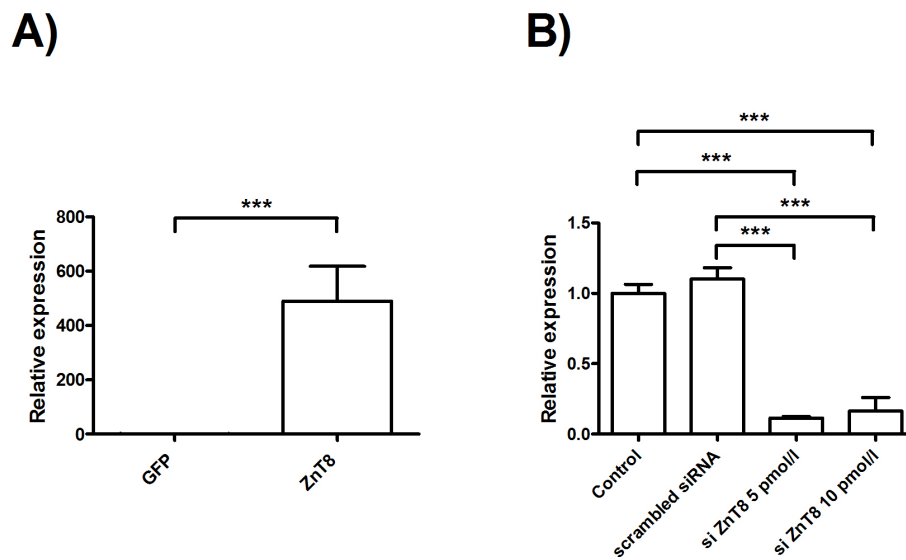 A)
***
Relative expression
800
600
400
200
0
GFP
ZnT8
B)
***
***
***
***
Relative expression
1.5
1.0
0.5
0.0
Control
scrambled siRNA
si ZnT8 5 pmol/l
si ZnT8 10 pmol/l